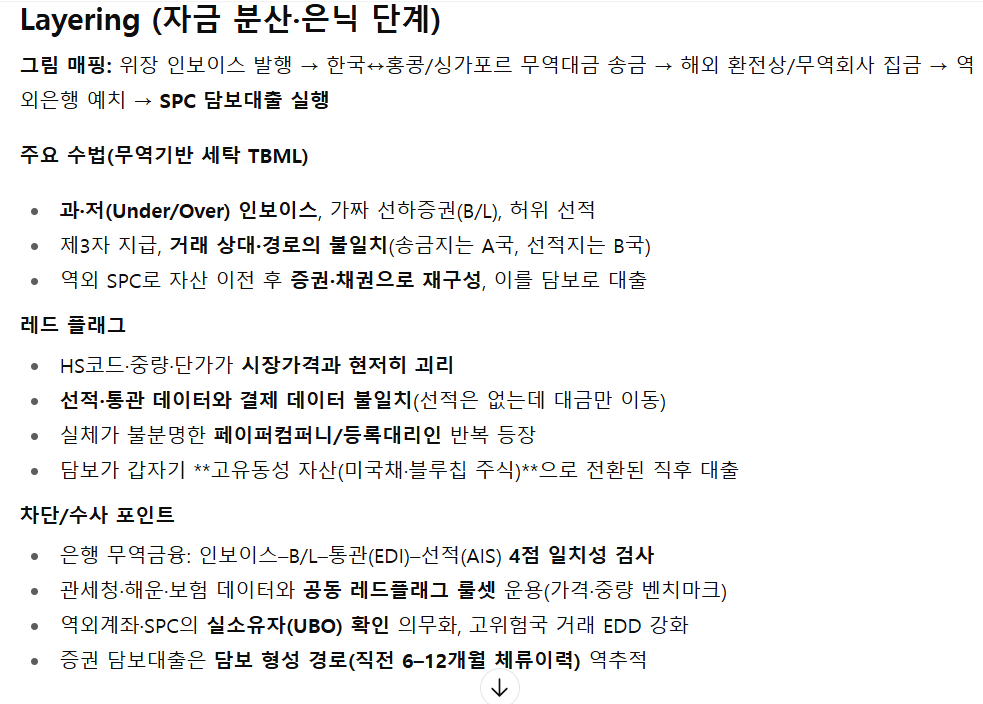 Layering (자금 분산·은닉 단계)
그림 매핑: 위장 인보이스 발행 → 한국↔홍콩/싱가포르 무역대금 송금 → 해외 환전상/무역회사 집금 → 역
외은행 예치 → SPC 담보대출 실행
주요 수법(무역기반 세탁 TBML)
• 과·저(Under/Over) 인보이스, 가짜 선하증권(B/L), 허위 선적
• 제3자 지급, 거래 상대·경로의 불일치(송금지는 A국, 선적지는 B국)
• 역외 SPC로 자산 이전 후 증권·채권으로 재구성, 이를 담보로 대출
레드 플래그
• HS코드·중량·단가가 시장가격과 현저히 괴리
• 선적·통관 데이터와 결제 데이터 불일치(선적은 없는데 대금만 이동)
• 실체가 불분명한 페이퍼컴퍼니/등록대리인 반복 등장
• 담보가 갑자기 **고유동성 자산(미국채·블루칩 주식)**으로 전환된 직후 대출
차단/수사 포인트
• 은행 무역금융: 인보이스–B/L–통관(EDI)–선적(AIS) 4점 일치성 검사
• 관세청·해운·보험 데이터와 공동 레드플래그 룰셋 운용(가격·중량 벤치마크)
• 역외계좌·SPC의 실소유자(UBO) 확인 의무화, 고위험국 거래 EDD 강화
• 증권 담보대출은 담보 형성 경로(직전 6–12개월 체류이력) 역추적